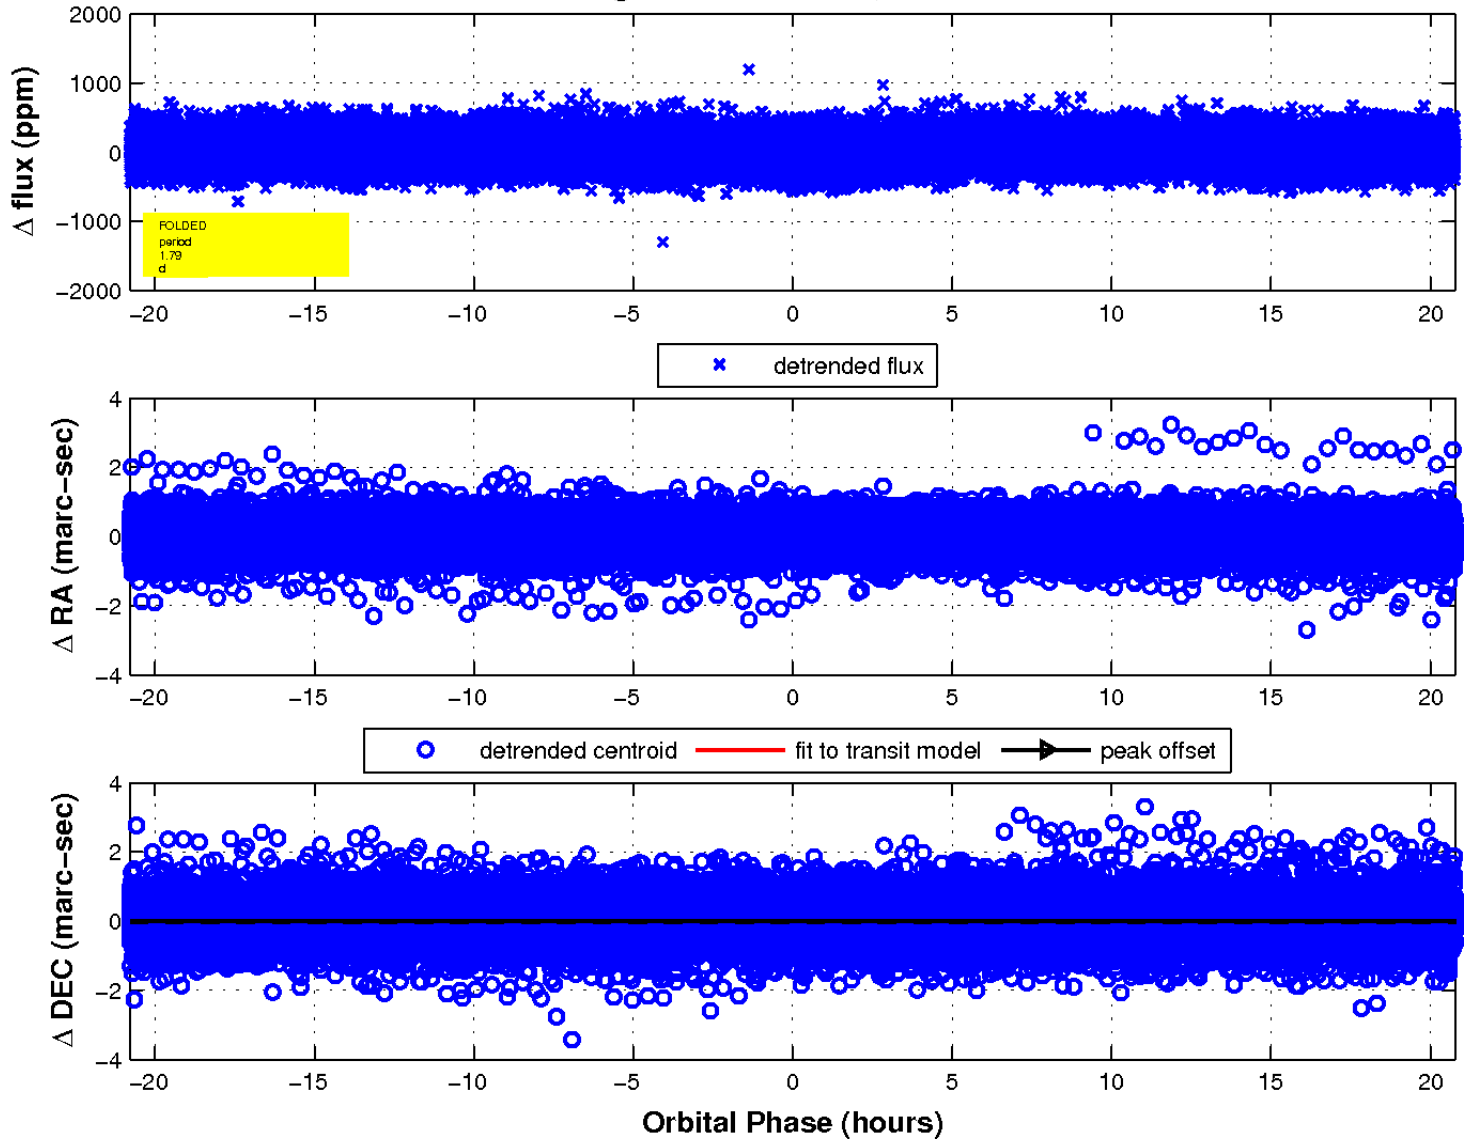 2000
1000
0
−1000
−2000
Δ flux (ppm)
FOLDED
period
1.79
d
−20 −15 −10 −5 0 5 10 15 20
detrended flux
4
2
0
−2
−4
Δ RA (marc−sec)
−20 −15 −10 −5 0 5 10 15 20
detrended centroid fit to transit model peak offset
4
2
0
−2
−4
Δ DEC (marc−sec)
−20 −15 −10 −5 0 5 10 15 20
Orbital Phase (hours)